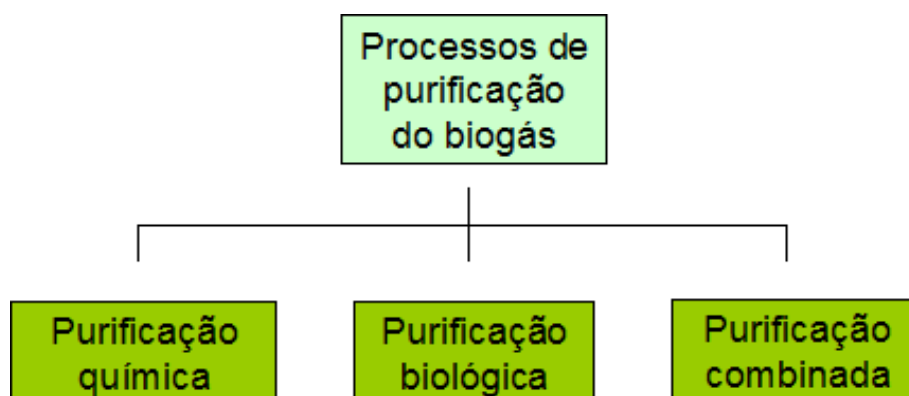 Processos de
purificação
do biogás
Purificação
química
Purificação
biológica
Purificação
combinada